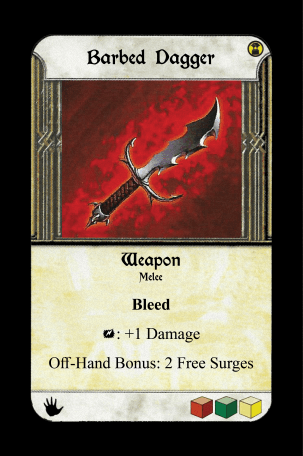 Barbed Dagger
Weapon
Melee
Bleed
: +1 Damage
Off-Hand Bonus: 2 Free Surges